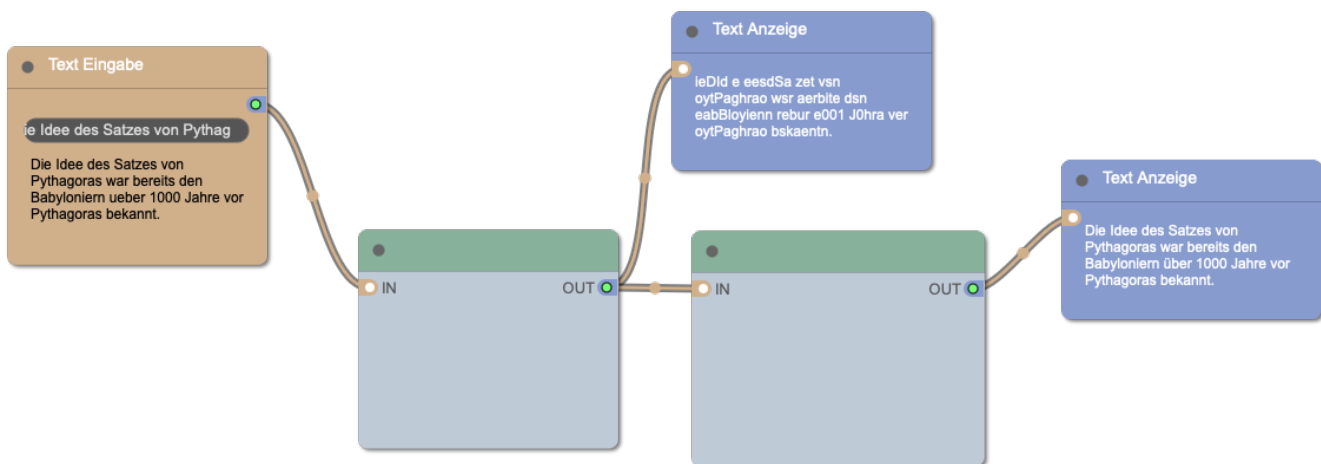 Text Eingabe
ie Idee des Satzes von Pythag
Die Idee des Satzes von
Pythagoras war bereits den
Babyloniern ueber 1000 Jahre vor
Pythagoras bekannt.
IN
OUT
Text Anzeige
ieDId e eesdSa zet vsn
oytPaghrao wsr aerbite dsn
eabBloylenn rebur e001 J0hra ver
oytPaghrao bskaentn.
IN
OUT
Text Anzeige
Die Idee des Satzes von
Pythagoras war bereits den
Babyloniern über 1000 Jahre vor
Pythagoras bekannt.